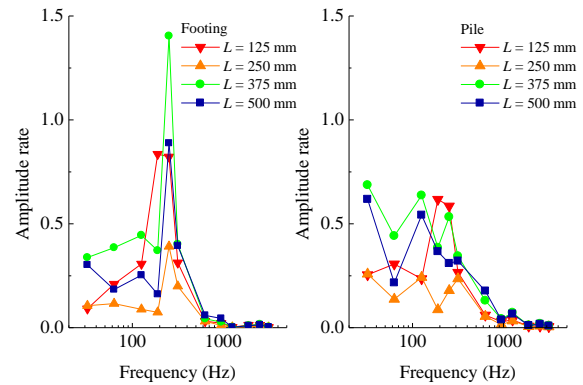 Footing
L = 125 mm
L = 250 mm
L = 375 mm
L = 500 mm
1.5
1.0
0.5
0.0
Amplitude rate
100
1000
Frequency (Hz)
Pile
L = 125 mm
L = 250 mm
L = 375 mm
L = 500 mm
1.5
1.0
0.5
0.0
Amplitude rate
100
1000
Frequency (Hz)